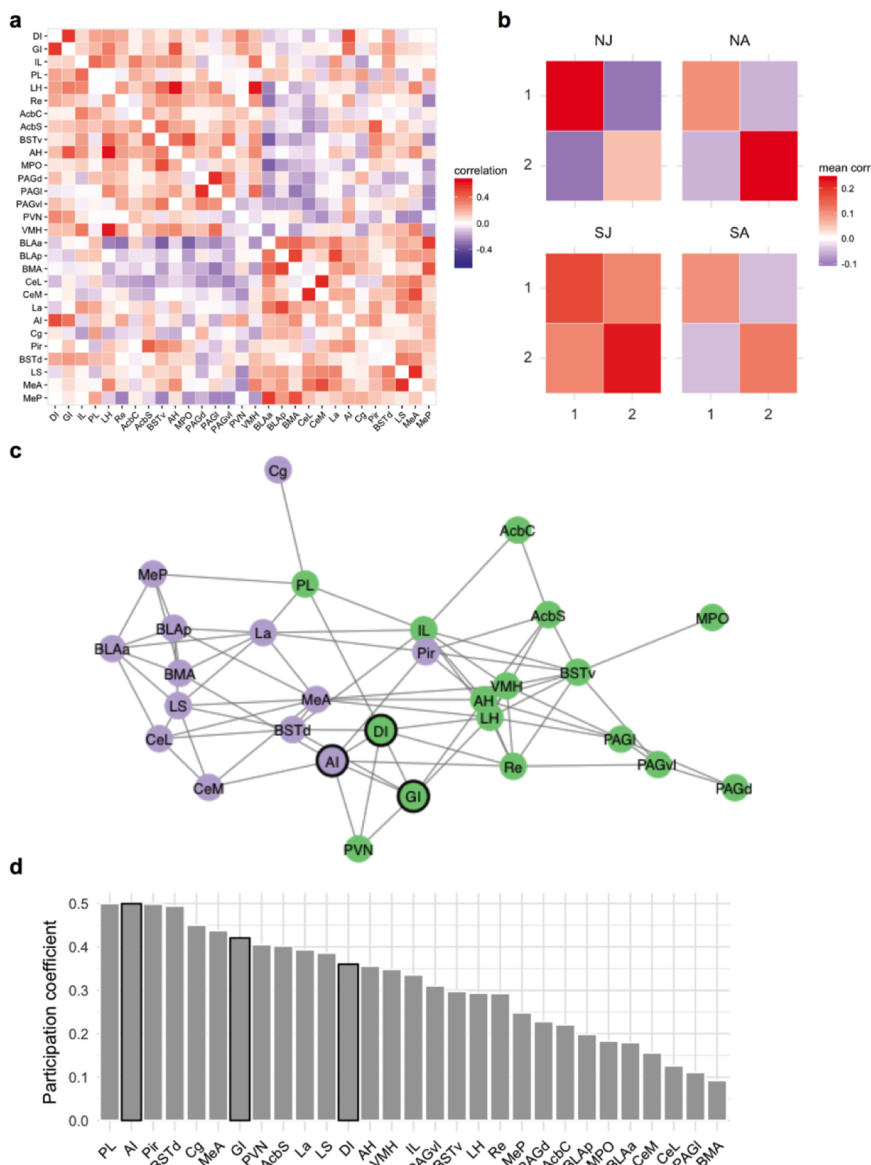 a
DI
GI
IL
PL
LH
Re
AcbC
AcbS
BSTv
AH
MPO
PAGd
PAGl
PAGvl
PVN
VMH
BLAa
BLAp
BMA
CeL
CeM
La
AI
Cg
Pir
BSTd
LS
MeA
MeP
DI GI IL PL LH Re AcbC AcbS BSTv AH MPO PAGd PAGl PAGvl PVN VMH BLAa BLAp BMA CeL CeM La AI Cg Pir BSTd LS MeA MeP
correlation
0.4
0.0
-0.4
b
NJ NA
1
2
SJ SA
1
2
1 2 1 2
mean corr
0.2
0.1
0.0
-0.1
c
Cg
AcbC
MeP
PL
AcbS
MPO
BLAp
La
IL
BLAa
Pir
BMA
BSTv
VMH
MeA
AH
LS
LH
BSTd
DI
CeL
PAGl
AI
Re
PAGvl
CeM
GI
PAGd
PVN
d
Participation coefficient
0.5
0.4
0.3
0.2
0.1
0.0
PL AI Pir BSTd Cg MeA GI PVN AcbS La LS DI AH VMH IL PAGvl BSTv LH Re MeP PAGd AcbC BLAp MPO BLAa CeM CeL PAGl BMA